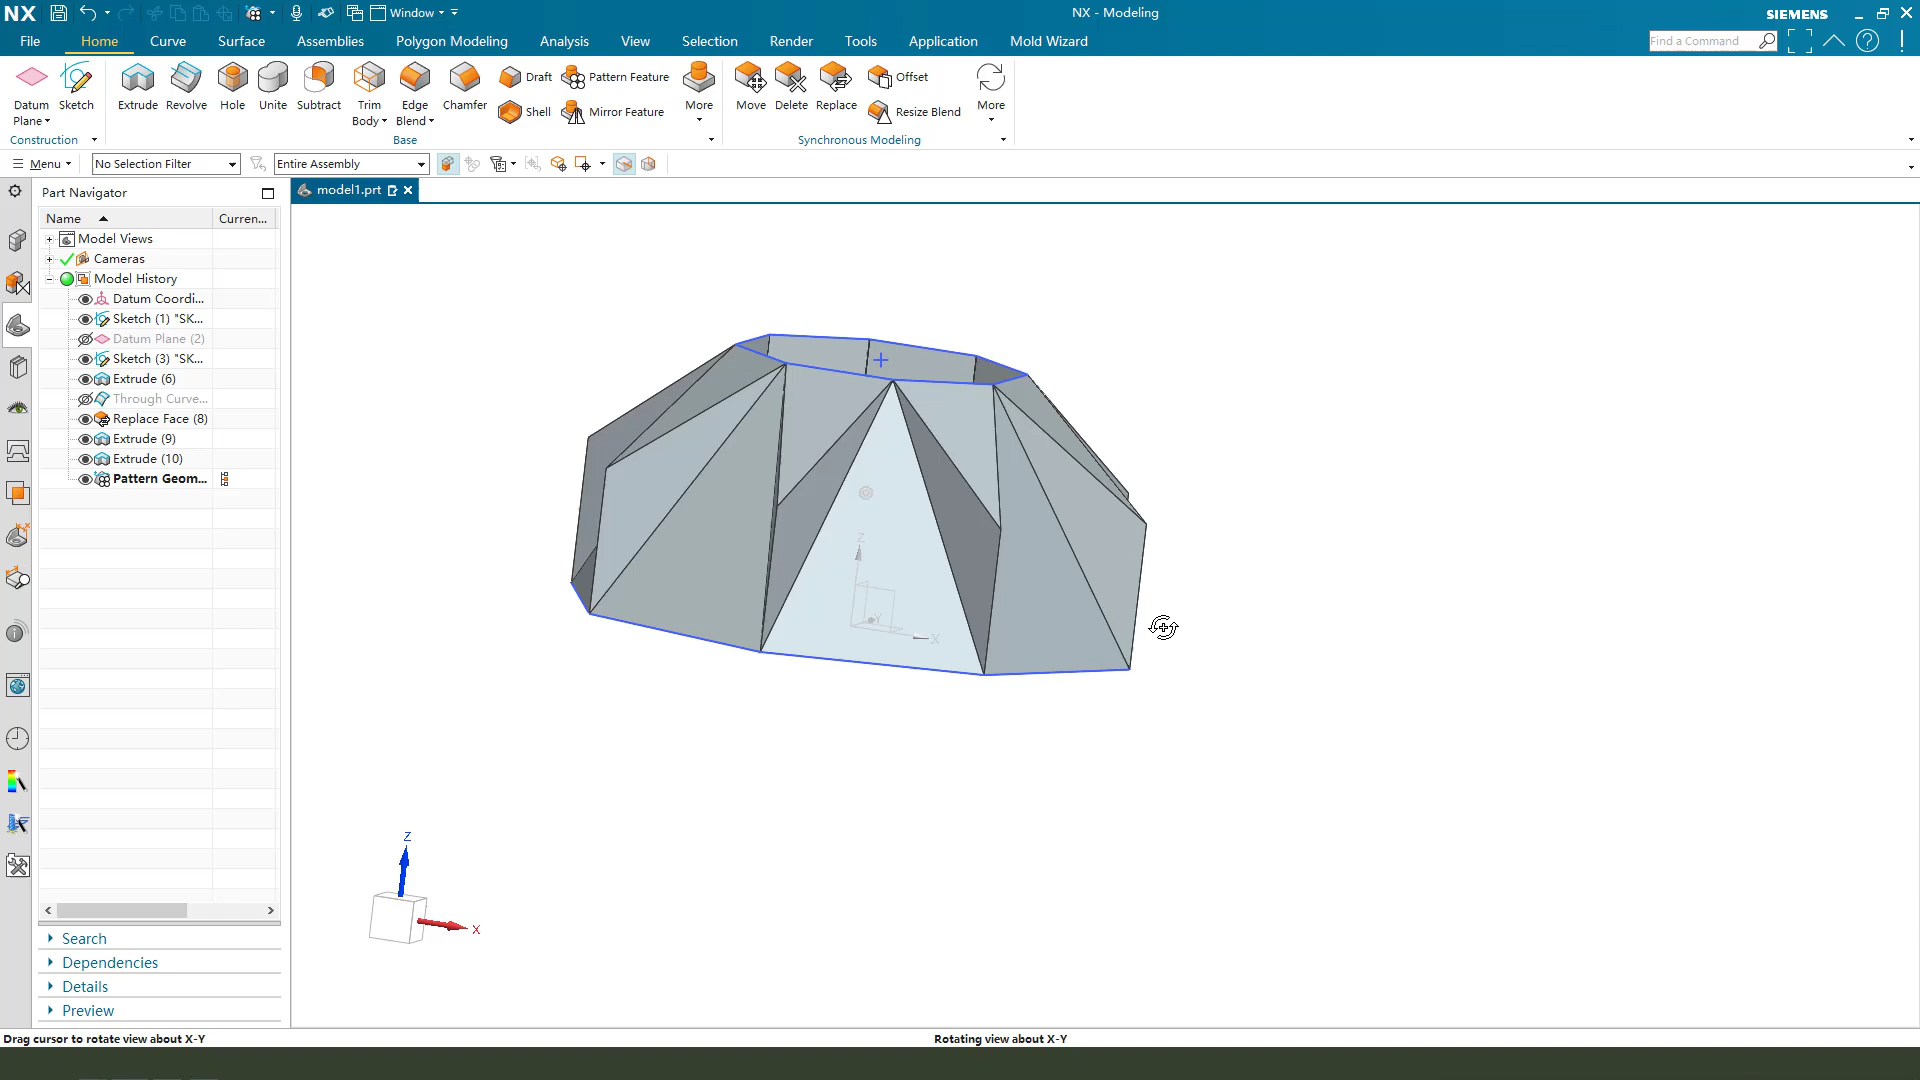 NX
Window
NX - Modeling
SIEMENS
File Home Curve Surface Assemblies Polygon Modeling Analysis View Selection Render Tools Application Mold Wizard
Find a Command
Datum Plane Sketch Extrude Revolve Hole Unite Subtract Trim Body Edge Blend Chamfer Draft Pattern Feature More Move Delete Replace Offset More
Shell Mirror Feature Resize Blend
Construction Base Synchronous Modeling
Menu No Selection Filter Entire Assembly
Part Navigator
model1.prt
Name Curren...
Model Views
Cameras
Model History
Datum Coordi...
Sketch (1) "SK...
Datum Plane (2)
Sketch (3) "SK...
Extrude (6)
Through Curve...
Replace Face (8)
Extrude (9)
Extrude (10)
Pattern Geom...
Z
Y
X
Z
X
Search
Dependencies
Details
Preview
Drag cursor to rotate view about X-Y
Rotating view about X-Y